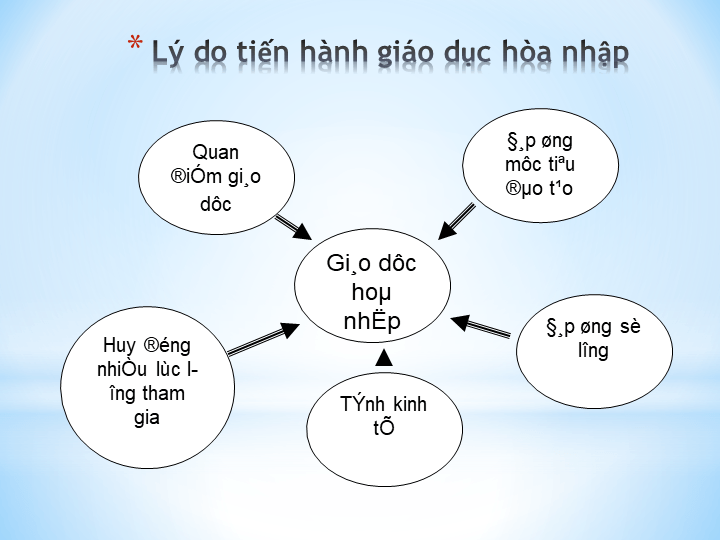 * Lý do tiến hành giáo dục hòa nhập
Quan
®iÓm gi¸o
dôc
§¸p øng
môc tiªu
®µo t¹o
Gi¸o dôc
hoµ
nhËp
Huy ®éng
nhiÒu lùc l-
îng tham
gia
§¸p øng sè
lîng
TÝnh kinh
tÕ